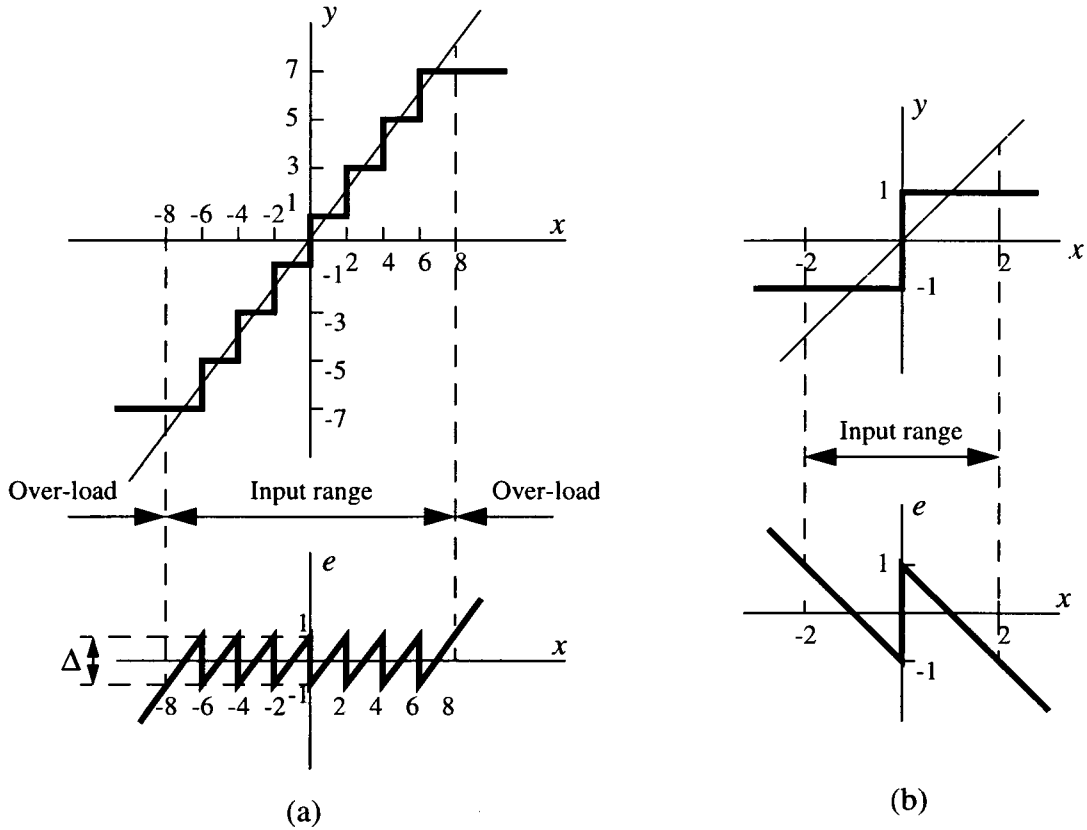 y
7
5
3
1
-8 -6 -4 -2
x
2 4 6 8
-1
-3
-5
-7
Over-load Input range Over-load
e
1
x
Δ
-1
-8 -6 -4 -2 2 4 6 8
(a)
y
1
-2 2 x
-1
Input range
e
1
x
-2 2
-1
(b)